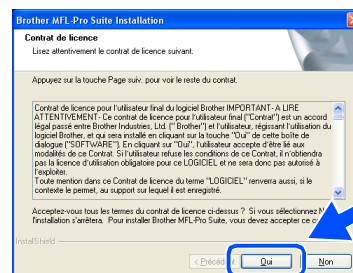 Brother MFL-Pro Suite Installation
Contrat de licence
Lisez attentivement le contrat de licence suivant.
Appuyez sur la touche Page suiv. pour voir le reste du contrat.
Contrat de licence pour l'utilisateur final du logiciel Brother IMPORTANT- A LIRE
ATTENTIVEMENT- Ce contrat de licence pour l'utilisateur final ("Contrat") est un accord
légal passé entre Brother Industries, Ltd. (" Brother") et l'utilisateur, régissant l'utilisation du
logiciel Brother, et qui sera installé en cliquant sur la touche "Oui" de cette boîte de
dialogue ("SOFTWARE"). En cliquant sur "Oui", l'utilisateur accepte d'être lié aux
modalités de ce Contrat. Si l'utilisateur refuse les conditions de ce Contrat, il n'obtiendra
pas la licence d'utilisation obligatoire pour ce LOGICIEL et ne sera donc pas autorisé à
l'exploiter.
Toute mention dans ce Contrat de licence du terme "LOGICIEL" renverra aussi, si le
contexte le permet, au support sur lequel il est enregistré.
Acceptez-vous tous les termes du contrat de licence ci-dessus ? Si vous sélectionnez
l'installation s'arrêtera. Pour installer Brother MFL-Pro Suite, vous devez accepter ce
InstallShield
< Précéd
Oui
Non